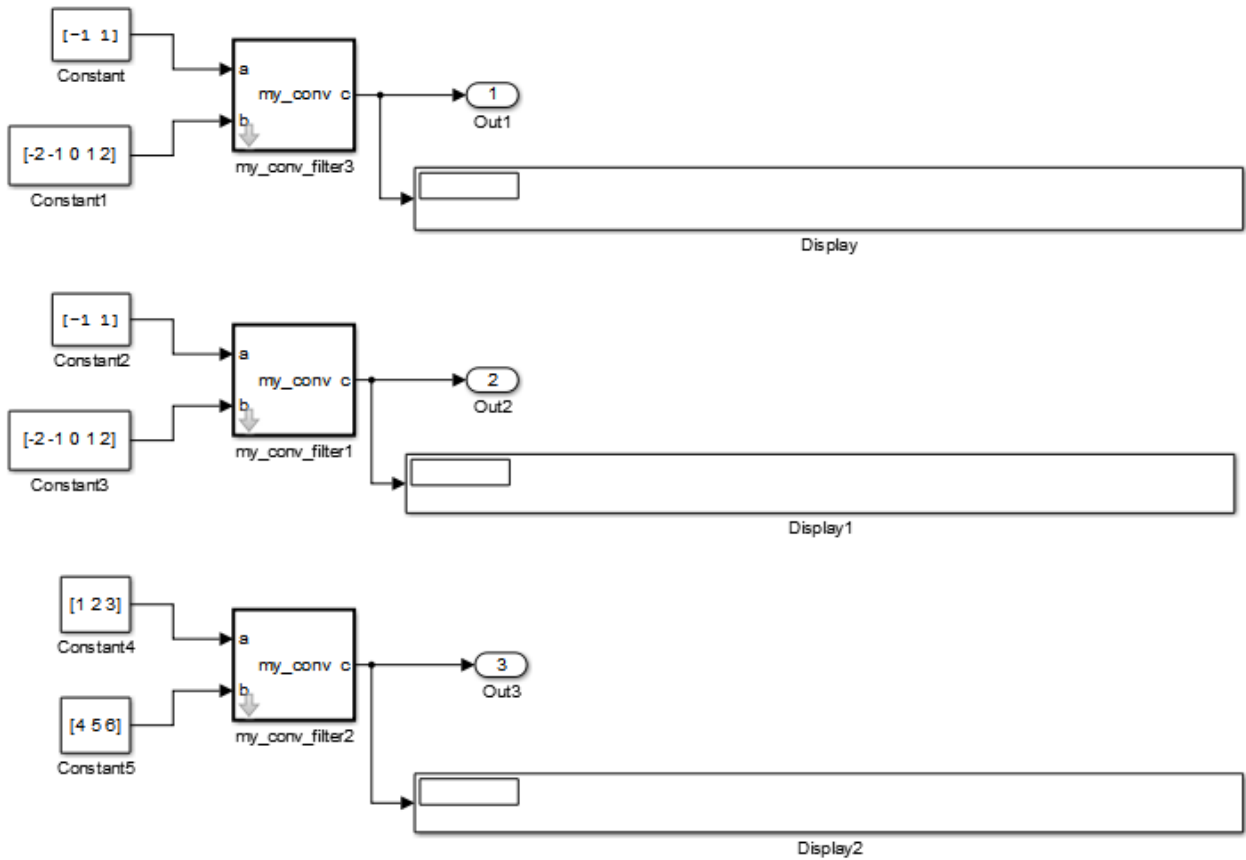 [-1 1]
Constant
a
my_conv c
b
my_conv_filter3
1
Out1
[-2 -1 0 1 2]
Constant1
Display
[-1 1]
Constant2
a
my_conv c
b
my_conv_filter1
2
Out2
[-2 -1 0 1 2]
Constant3
Display1
[1 2 3]
Constant4
a
my_conv c
b
my_conv_filter2
3
Out3
[4 5 6]
Constant5
Display2